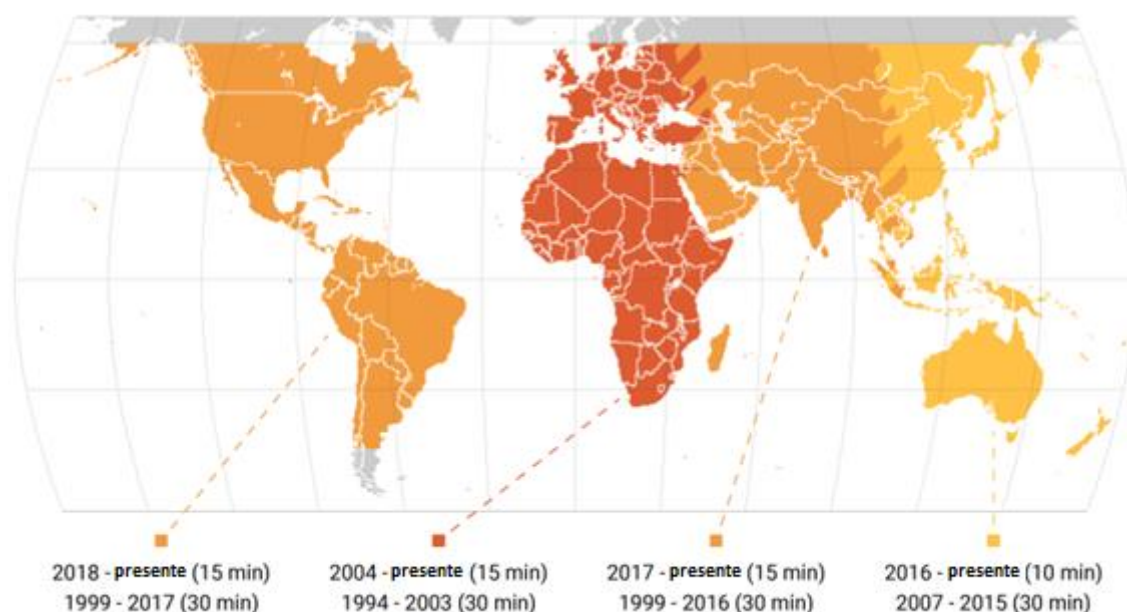 2018 - presente (15 min)
1999 - 2017 (30 min)
2004 - presente (15 min)
1994 - 2003 (30 min)
2017 - presente (15 min)
1999 - 2016 (30 min)
2016 - presente (10 min)
2007 - 2015 (30 min)